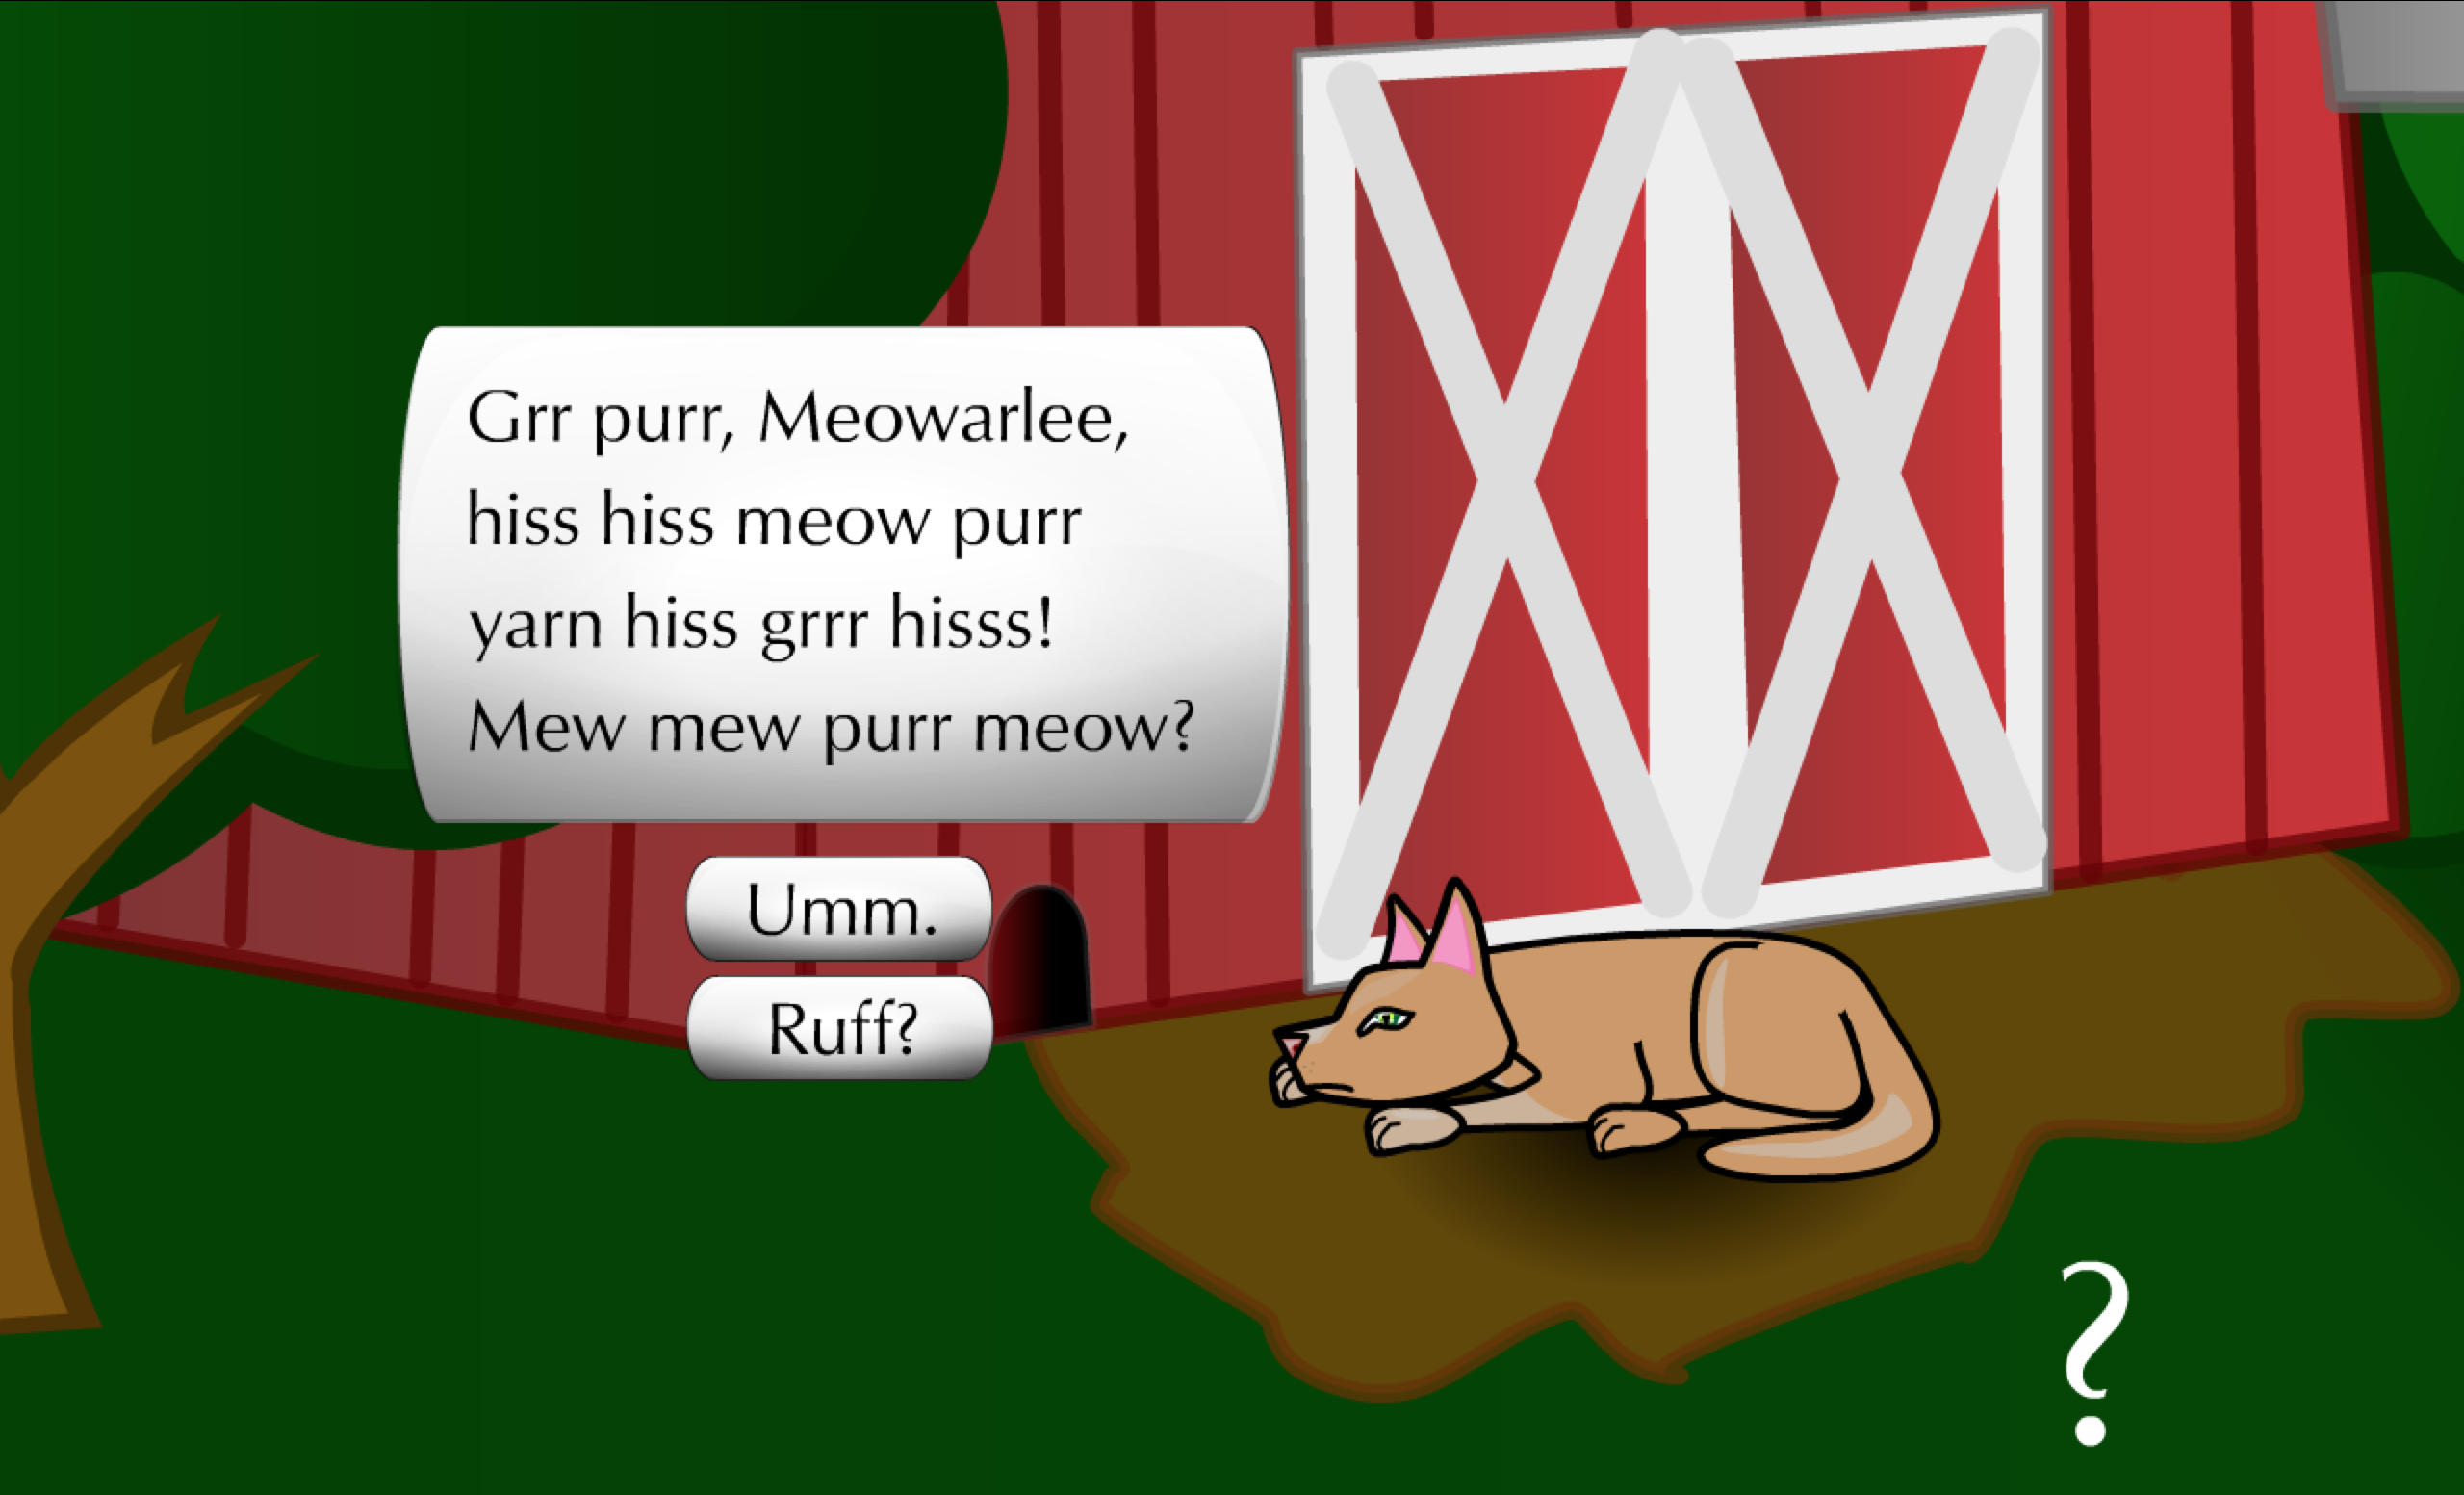 Grr purr, Meowarlee,
hiss hiss meow purr
yarn hiss grrr hisss!
Mew mew purr meow?
Umm.
Ruff?
?